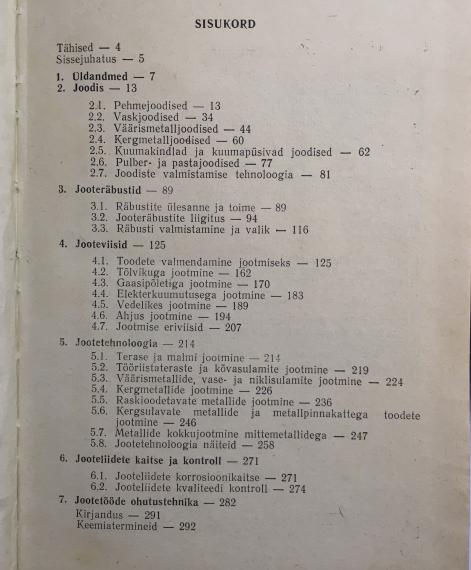 SISUKORD
Tähised — 4
Sissejuhatus — 5
1. Üldandmed — 7
2. Joodis — 13
2.1. Pehmejoodised — 13
2.2. Vaskjoodised — 34
2.3. Väärismetalljoodised — 44
2.4. Kergmetalljoodised — 60
2.5. Kuumakindlad ja kuumapüsivad joodised — 62
2.6. Pulber- ja pastajoodised — 77
2.7. Joodiste valmistamise tehnoloogia — 81
3. Jooteräbustid — 89
3.1. Räbustite ülesanne ja toime — 89
3.2. Jooteräbustite liigitus — 94
3.3. Räbusti valmistamine ja valik — 116
4. Jooteviisid — 125
4.1. Toodete valmendamine jootmiseks — 125
4.2. Tõlvikuga jootmine — 162
4.3. Gaasipõletiga jootmine — 170
4.4. Elekterkuumutusega jootmine — 183
4.5. Vedelikes jootmine — 189
4.6. Ahjus jootmine — 194
4.7. Jootmise eriviisid — 207
5. Jootetehnoloogia — 214
5.1. Terase ja malmi jootmine — 214
5.2. Tööriistateraste ja kõvasulamite jootmine — 219
5.3. Väärismetallide, vase- ja niklisulamite jootmine — 224
5.4. Kergmetallide jootmine — 226
5.5. Raskioodetavate metallide jootmine — 236
5.6. Kergsulavate metallide ja metallpinnakattega toodete
jootmine — 246
5.7. Metallide kokkujootmine mittemetallidega — 247
5.8. Jootetehnoloogia näiteid — 258
6. Jooteliidete kaitse ja kontroll — 271
6.1. Jooteliidete korrosioonikaitse — 271
6.2. Jooteliidete kvaliteedi kontroll — 274
7. Jootetööde ohutustehnika — 282
Kirjandus — 291
Keemiatermineid — 292